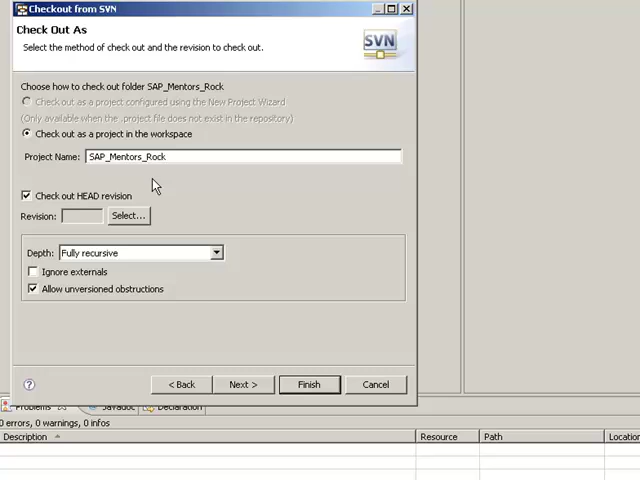 Checkout from SVN
Check Out As
Select the method of check out and the revision to check out.
SVN
Choose how to check out folder SAP_Mentors_Rock
Check out as a project configured using the New Project Wizard
(Only available when the .project file does not exist in the repository)
Check out as a project in the workspace
Project Name: SAP_Mentors_Rock
Check out HEAD revision
Revision: Select...
Depth: Fully recursive
Ignore externals
Allow unversioned obstructions
? < Back Next > Finish Cancel
Problems Javadoc Declaration
0 errors, 0 warnings, 0 infos
Description Resource Path Location